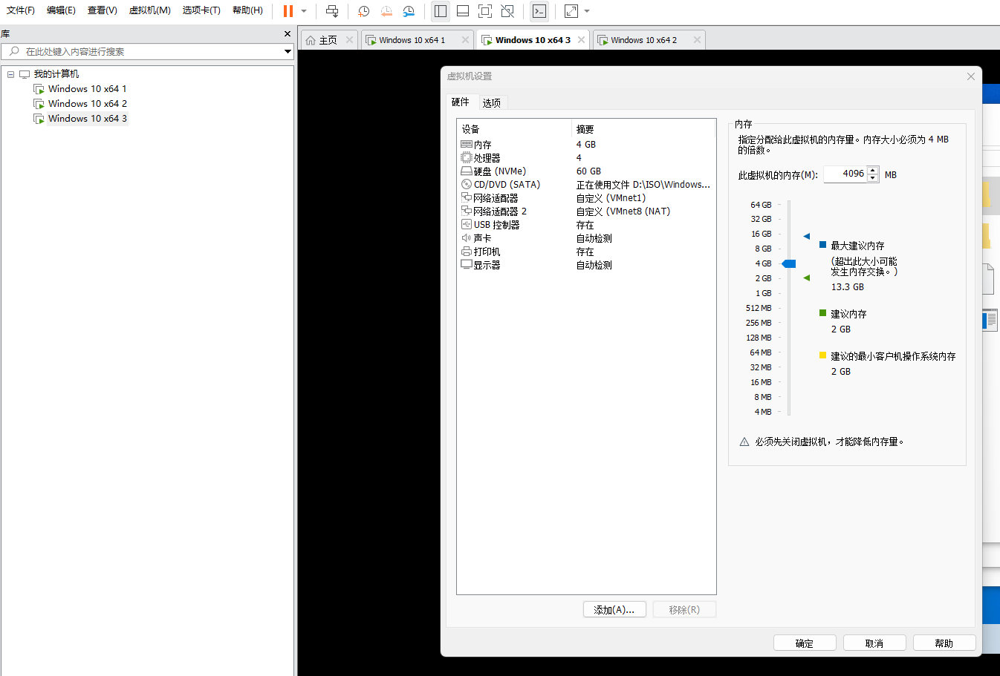 文件(F) 编辑(E) 查看(V) 虚拟机(M) 选项卡(T) 帮助(H)
库
在此处键入内容进行搜索
我的计算机
Windows 10 x64 1
Windows 10 x64 2
Windows 10 x64 3
主页 Windows 10 x64 1 Windows 10 x64 3 Windows 10 x64 2
虚拟机设置
硬件 选项
设备 摘要
内存 4 GB
处理器 4
硬盘 (NVMe) 60 GB
CD/DVD (SATA) 正在使用文件 D:\ISO\Windows...
网络适配器 自定义 (VMnet1)
网络适配器 2 自定义 (VMnet8 (NAT)
USB 控制器 存在
声卡 自动检测
打印机 存在
显示器 自动检测
添加(A)... 移除(R)
内存
指定分配给此虚拟机的内存量。内存大小必须为 4 MB
的倍数。
此虚拟机的内存(M): 4096 MB
64 GB
32 GB
16 GB
8 GB
4 GB
2 GB
1 GB
512 MB
256 MB
128 MB
64 MB
32 MB
16 MB
8 MB
4 MB
最大建议内存
(超出此大小可能
发生内存交换。)
13.3 GB
建议内存
2 GB
建议的最小客户机操作系统内存
2 GB
必须先关闭虚拟机，才能降低内存量。
确定 取消 帮助